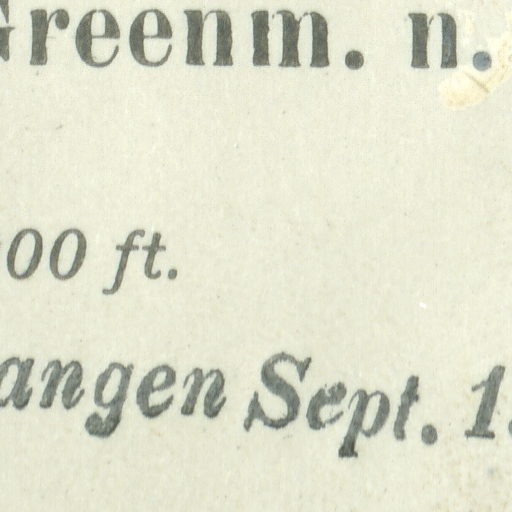 Greenm. n.
00 ft.
angen Sept. 1